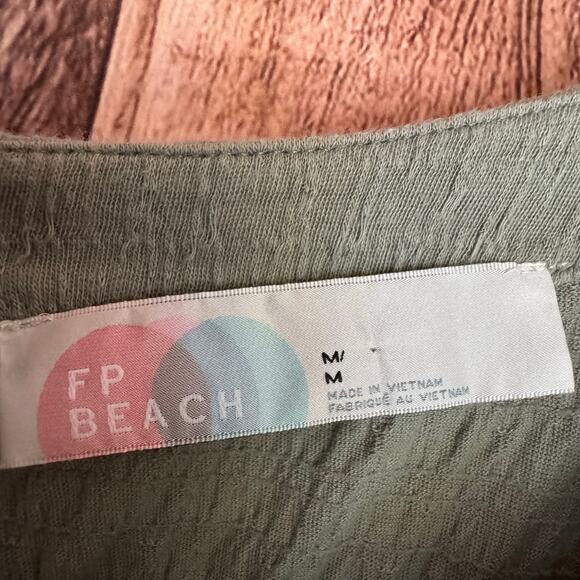 FP
BEACH
M/
M
MADE IN VIETNAM
FABRIQUÉ AU VIETNAM